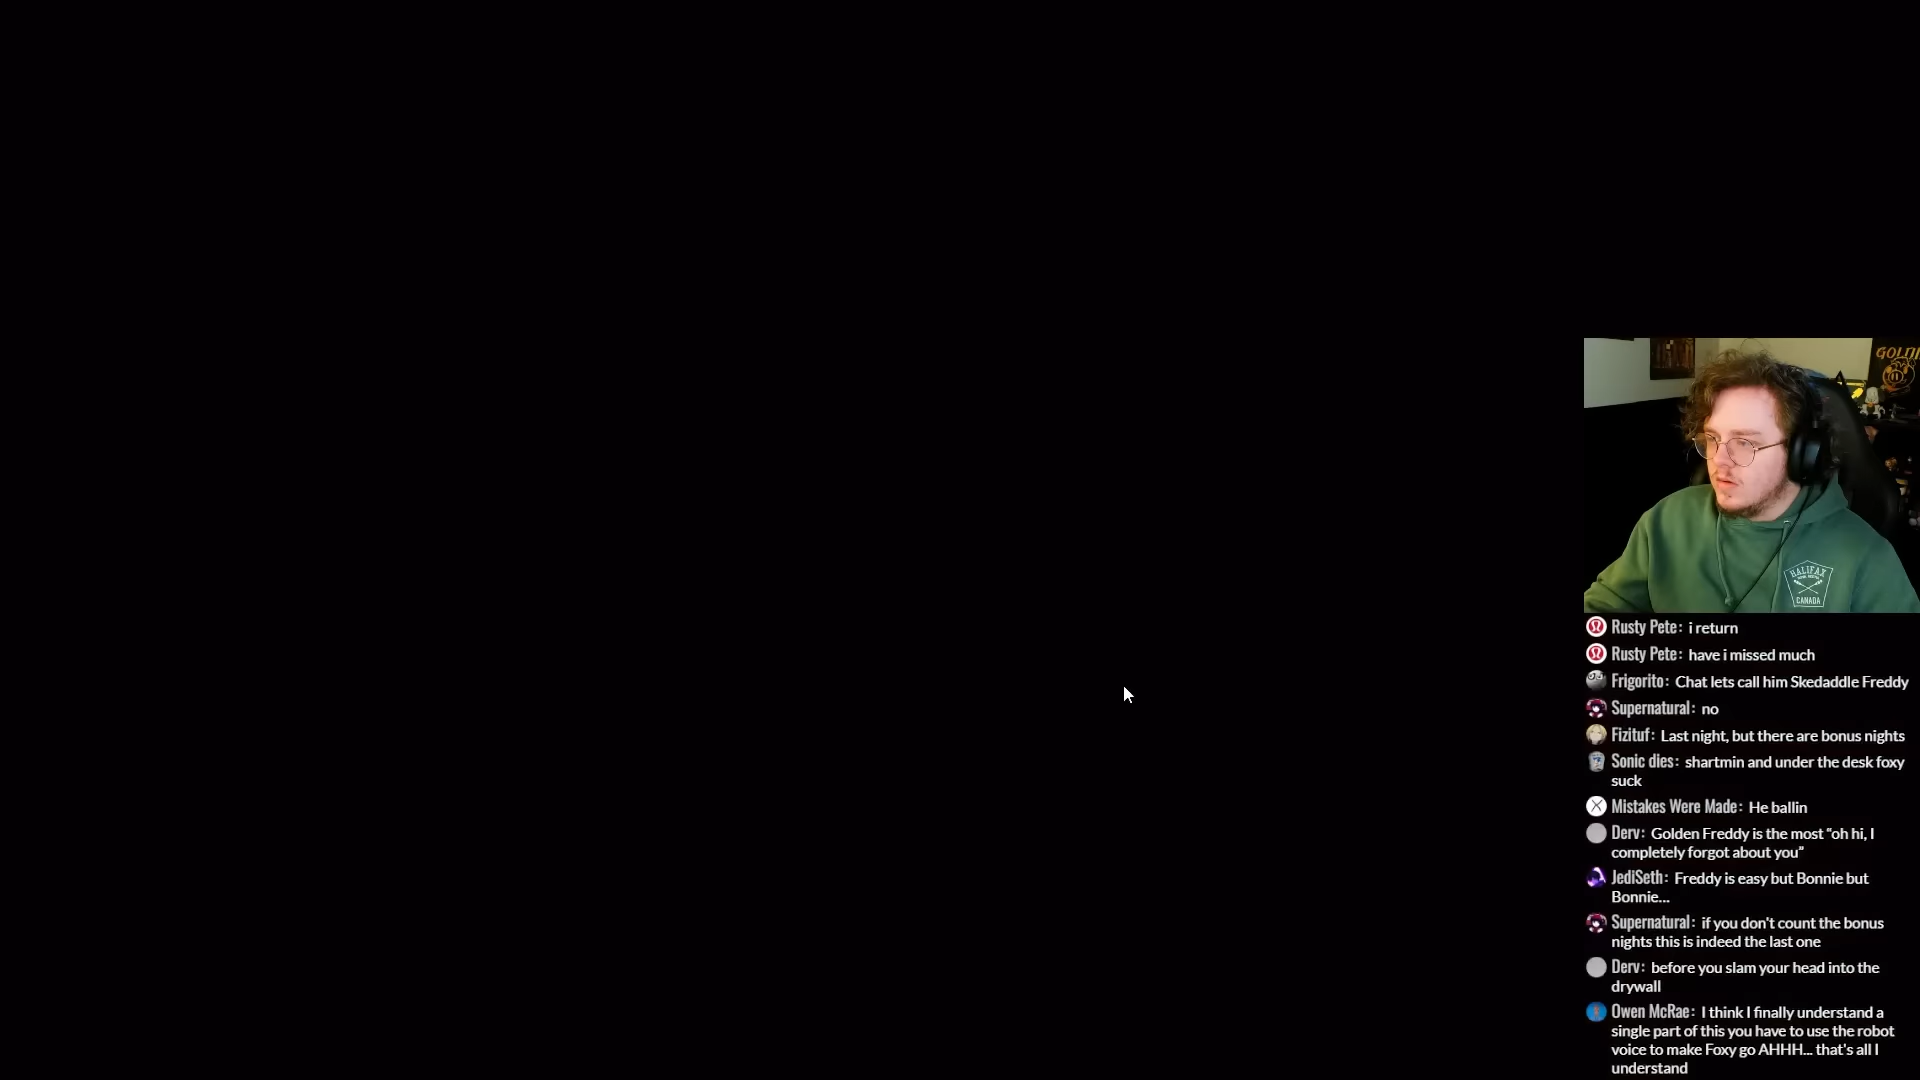 GOLDI
HALIFAX
CANADA
Rusty Pete: i return
Rusty Pete: have i missed much
Frigorito: Chat lets call him Skedaddle Freddy
Supernatural: no
Fizituf: Last night, but there are bonus nights
Sonic dies: shartmin and under the desk foxy
suck
Mistakes Were Made: He ballin
Derv: Golden Freddy is the most “oh hi, I
completely forgot about you”
JediSeth: Freddy is easy but Bonnie but
Bonnie...
Supernatural: if you don't count the bonus
nights this is indeed the last one
Derv: before you slam your head into the
drywall
Owen McRae: I think I finally understand a
single part of this you have to use the robot
voice to make Foxy go AHHH... that's all I
understand